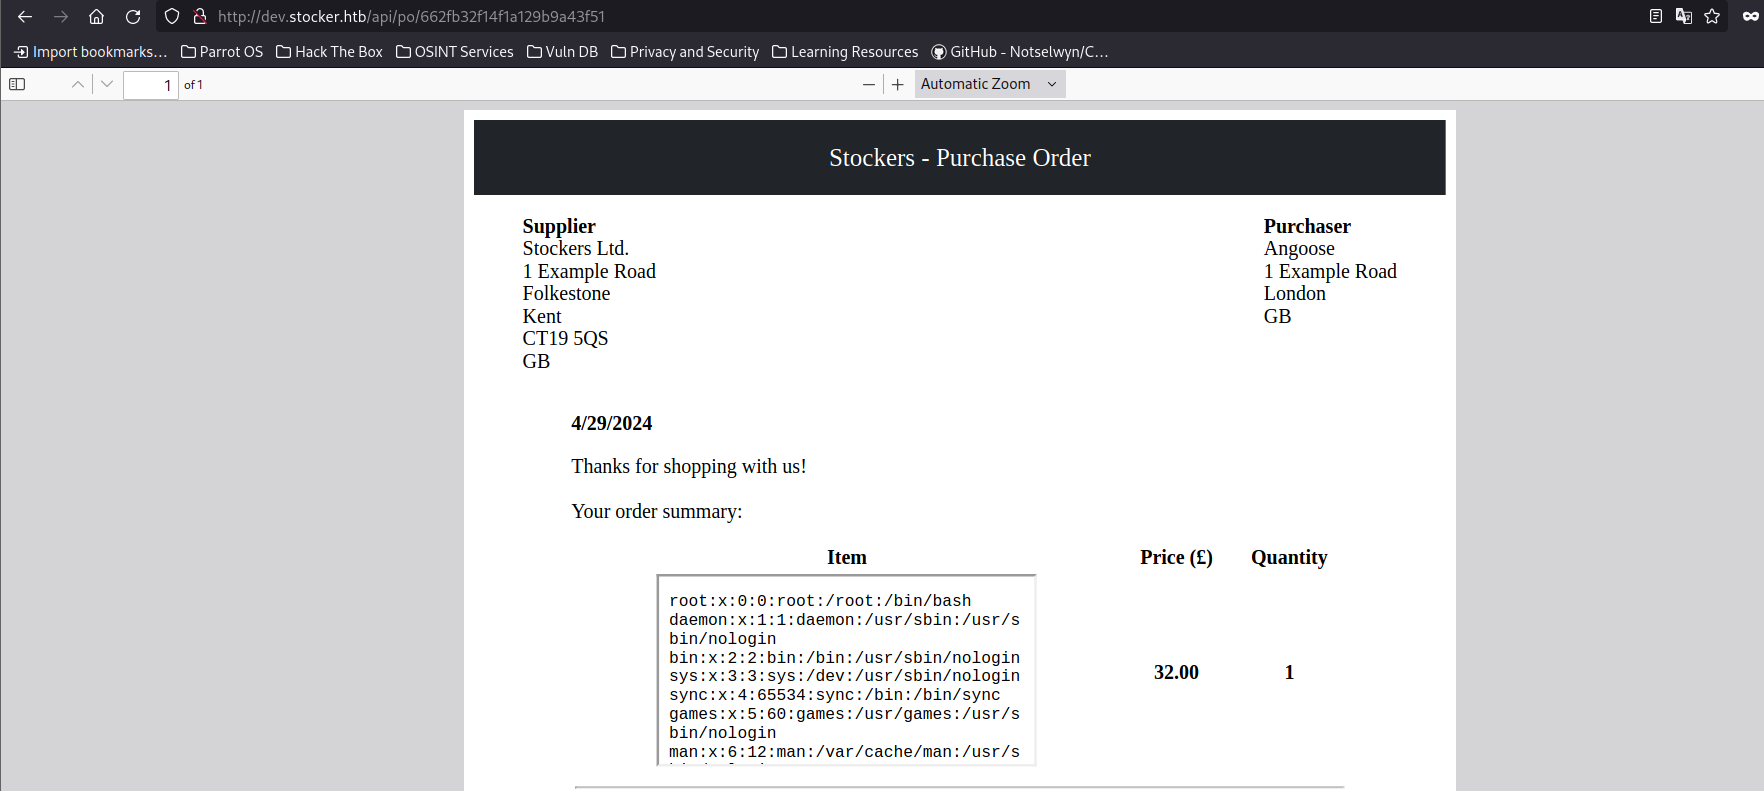 http://dev.stocker.htb/api/po/662fb32f14f1a129b9a43f51
Import bookmarks... Parrot OS Hack The Box OSINT Services Vuln DB Privacy and Security Learning Resources GitHub - Notselwyn/C...
1 of 1 Automatic Zoom
Stockers - Purchase Order
Supplier
Stockers Ltd.
1 Example Road
Folkestone
Kent
CT19 5QS
GB
Purchaser
Angoose
1 Example Road
London
GB
4/29/2024
Thanks for shopping with us!
Your order summary:
Item Price (£) Quantity
root:x:0:0:root:/root:/bin/bash
daemon:x:1:1:daemon:/usr/sbin:/usr/s
bin/nologin
bin:x:2:2:bin:/bin:/usr/sbin/nologin
sys:x:3:3:sys:/dev:/usr/sbin/nologin
sync:x:4:65534:sync:/bin:/bin/sync
games:x:5:60:games:/usr/games:/usr/s
bin/nologin
man:x:6:12:man:/var/cache/man:/usr/s
32.00 1